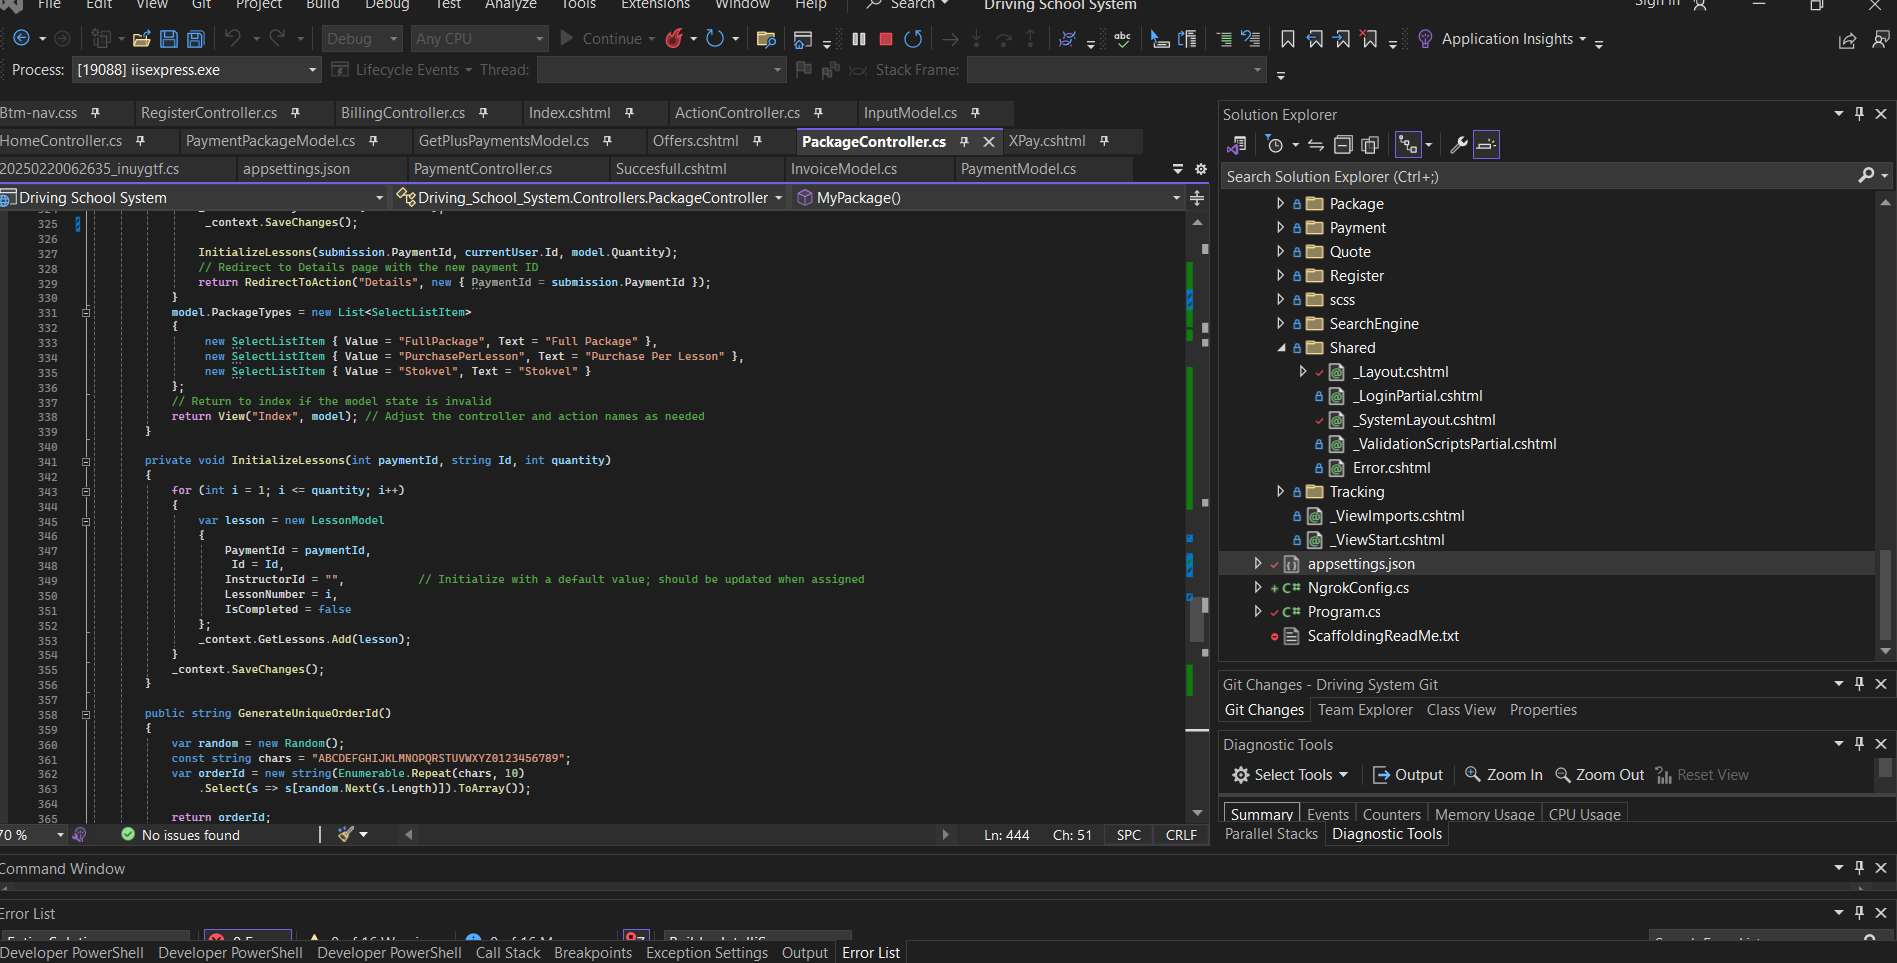 File Edit View Git Project Build Debug Test Analyze Tools Extensions Window Help Search Driving School System Sign in
Debug Any CPU Continue Application Insights
Process: [19088] iisexpress.exe Lifecycle Events Thread: Stack Frame:
Btm-nav.css RegisterController.cs BillingController.cs Index.cshtml ActionController.cs InputModel.cs
HomeController.cs PaymentPackageModel.cs GetPlusPaymentsModel.cs Offers.cshtml PackageController.cs XPay.cshtml
20250220062635_inuygtf.cs appsettings.json PaymentController.cs Succesfull.cshtml InvoiceModel.cs PaymentModel.cs
Driving School System Driving_School_System.Controllers.PackageController MyPackage()
325 _context.SaveChanges();
326
327 InitializeLessons(submission.PaymentId, currentUser.Id, model.Quantity);
328 // Redirect to Details page with the new payment ID
329 return RedirectToAction("Details", new { PaymentId = submission.PaymentId });
330 }
331 model.PackageTypes = new List<SelectListItem>
332 {
333 new SelectListItem { Value = "FullPackage", Text = "Full Package" },
334 new SelectListItem { Value = "PurchasePerLesson", Text = "Purchase Per Lesson" },
335 new SelectListItem { Value = "Stokvel", Text = "Stokvel" }
336 };
337 // Return to index if the model state is invalid
338 return View("Index", model); // Adjust the controller and action names as needed
339 }
340
341 private void InitializeLessons(int paymentId, string Id, int quantity)
342 {
343 for (int i = 1; i <= quantity; i++)
344 {
345 var lesson = new LessonModel
346 {
347 PaymentId = paymentId,
348 Id = Id,
349 InstructorId = "", // Initialize with a default value; should be updated when assigned
350 LessonNumber = i,
351 IsCompleted = false
352 };
353 _context.GetLessons.Add(lesson);
354 }
355 _context.SaveChanges();
356 }
357
358 public string GenerateUniqueOrderId()
359 {
360 var random = new Random();
361 const string chars = "ABCDEFGHIJKLMNOPQRSTUVWXYZ0123456789";
362 var orderId = new string(Enumerable.Repeat(chars, 10)
363 .Select(s => s[random.Next(s.Length)]).ToArray());
364
365 return orderId;
70 % No issues found Ln: 444 Ch: 51 SPC CRLF
Command Window
Error List
Developer PowerShell Developer PowerShell Developer PowerShell Call Stack Breakpoints Exception Settings Output Error List
Solution Explorer
Search Solution Explorer (Ctrl+;)
Package
Payment
Quote
Register
scss
SearchEngine
Shared
_Layout.cshtml
_LoginPartial.cshtml
_SystemLayout.cshtml
_ValidationScriptsPartial.cshtml
Error.cshtml
Tracking
_ViewImports.cshtml
_ViewStart.cshtml
appsettings.json
C# NgrokConfig.cs
C# Program.cs
ScaffoldingReadMe.txt
Git Changes - Driving System Git
Git Changes Team Explorer Class View Properties
Diagnostic Tools
Select Tools Output Zoom In Zoom Out Reset View
Summary Events Counters Memory Usage CPU Usage
Parallel Stacks Diagnostic Tools